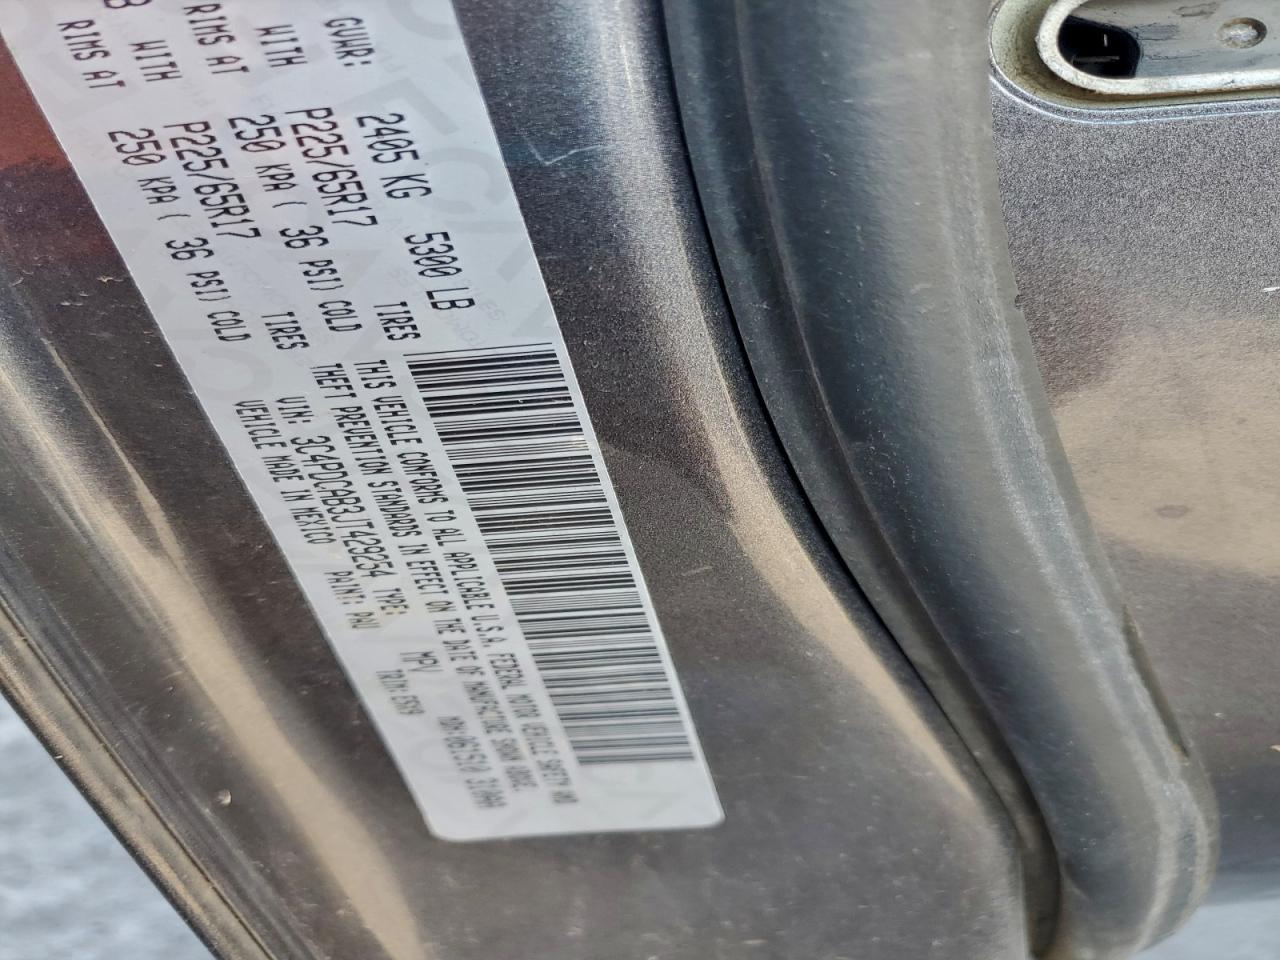 GVWR: 2405 KG 5300 LB
WITH P225/65R17 TIRES
RIMS AT 250 KPA ( 36 PSI) COLD
WITH P225/65R17 TIRES
RIMS AT 250 KPA ( 36 PSI) COLD
THIS VEHICLE CONFORMS TO ALL APPLICABLE U.S.A. FEDERAL MOTOR VEHICLE SAFETY AND
THEFT PREVENTION STANDARDS IN EFFECT ON THE DATE OF MANUFACTURE SHOWN ABOVE.
VIN: 3C4PDCAB3JT429254 TYPE: MPV
VEHICLE MADE IN MEXICO PAINT: PAU TRIM: